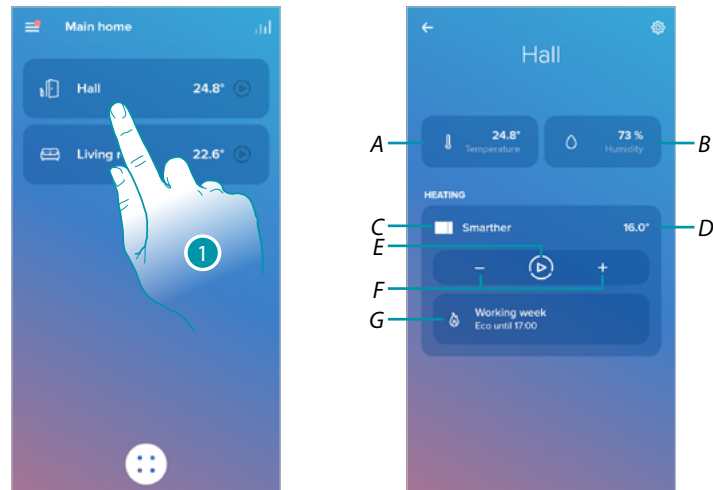 Main home
Hall
24.8°
Living r
22.6°
1
Hall
A
24.8°
Temperature
73 %
Humidity
B
HEATING
C
Smarther
16.0°
D
E
F
G
Working week
Eco until 17:00